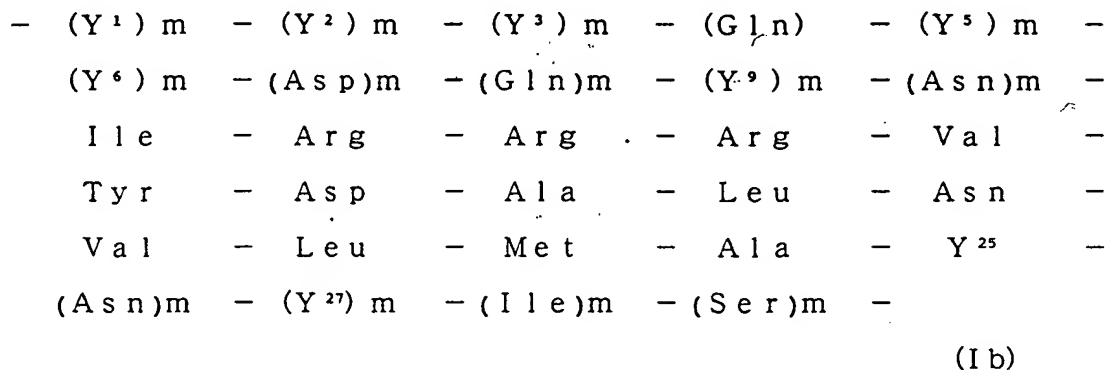 - (Y¹)m - (Y²)m - (Y³)m - (Gln) - (Y⁵)m -
(Y⁶)m - (Asp)m - (Gln)m - (Y⁹)m - (Asn)m -
Ile - Arg - Arg - Arg - Val -
Tyr - Asp - Ala - Leu - Asn -
Val - Leu - Met - Ala - Y²⁵ -
(Asn)m - (Y²⁷)m - (Ile)m - (Ser)m -
(Ib)